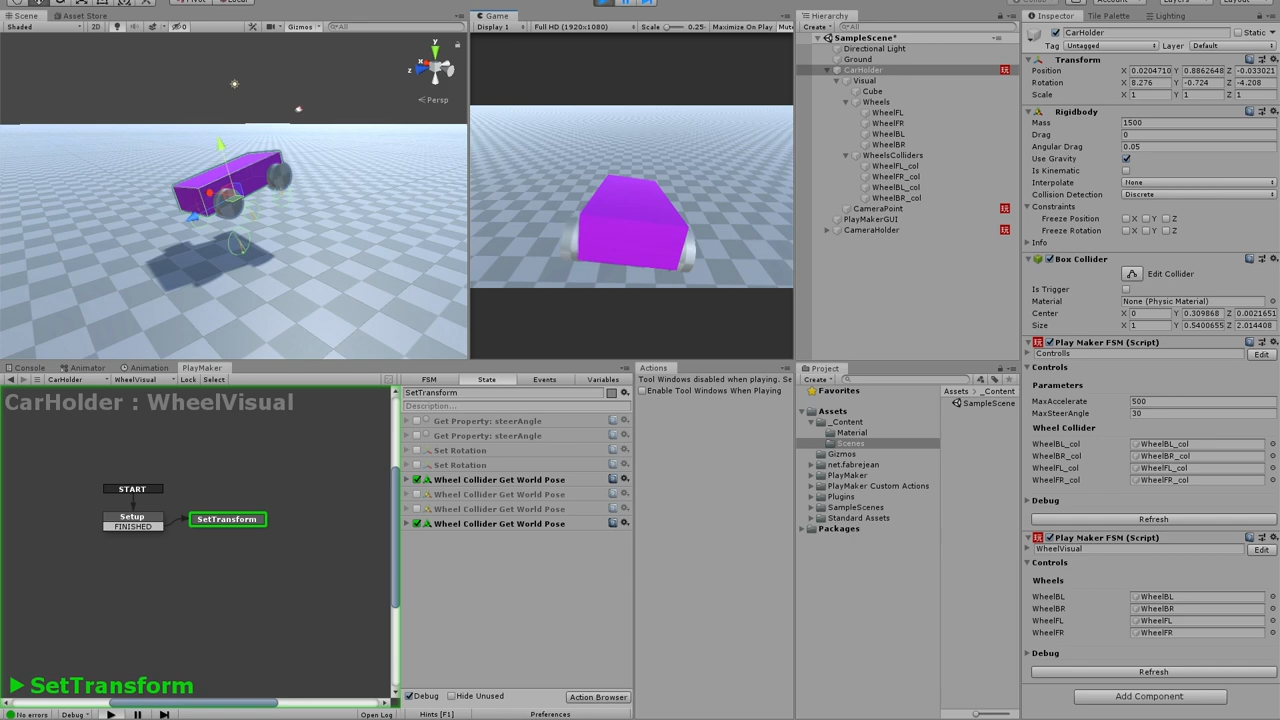 Pivot Local Account Layers Layout
Scene Asset Store
Shaded 2D 0 Gizmos All
y x z
Persp
Game
Display 1 Full HD (1920x1080) Scale 0.25 Maximize On Play Mute
Hierarchy
Create All
SampleScene*
Directional Light
Ground
CarHolder
Visual
Cube
Wheels
WheelFL
WheelFR
WheelBL
WheelBR
WheelsColliders
WheelFL_col
WheelFR_col
WheelBL_col
WheelBR_col
CameraPoint
PlayMakerGUI
CameraHolder
Inspector Tile Palette Lighting
CarHolder Static
Tag Untagged Layer Default
Transform
Position X 0.0204710 Y 0.8862648 Z -0.033021
Rotation X 8.276 Y -0.724 Z -4.208
Scale X 1 Y 1 Z 1
Rigidbody
Mass 1500
Drag 0
Angular Drag 0.05
Use Gravity
Is Kinematic
Interpolate None
Collision Detection Discrete
Constraints
Freeze Position X Y Z
Freeze Rotation X Y Z
Info
Box Collider
Edit Collider
Is Trigger
Material None (Physic Material)
Center X 0 Y 0.309868 Z 0.0021651
Size X 1 Y 0.5400655 Z 2.014408
Play Maker FSM (Script)
Controlls Edit
Controls
Parameters
MaxAccelerate 500
MaxSteerAngle 30
Wheel Collider
WheelBL_col WheelBL_col
WheelBR_col WheelBR_col
WheelFL_col WheelFL_col
WheelFR_col WheelFR_col
Debug
Refresh
Play Maker FSM (Script)
WheelVisual Edit
Controls
Wheels
WheelBL WheelBL
WheelBR WheelBR
WheelFL WheelFL
WheelFR WheelFR
Debug
Refresh
Add Component
Console Animator Animation PlayMaker
CarHolder WheelVisual Lock Select
CarHolder : WheelVisual
START
Setup
FINISHED
SetTransform
SetTransform
No errors Debug Open Log
FSM State Events Variables
SetTransform
Description...
Get Property: steerAngle
Get Property: steerAngle
Set Rotation
Set Rotation
Wheel Collider Get World Pose
Wheel Collider Get World Pose
Wheel Collider Get World Pose
Wheel Collider Get World Pose
Debug Hide Unused Action Browser
Hints [F1] Preferences
Actions
Tool Windows disabled when playing. Se
Enable Tool Windows When Playing
Project
Create
Favorites
Assets
_Content
Material
Scenes
Gizmos
net.fabrejean
PlayMaker
PlayMaker Custom Actions
Plugins
SampleScenes
Standard Assets
Packages
Assets _Content
SampleScene